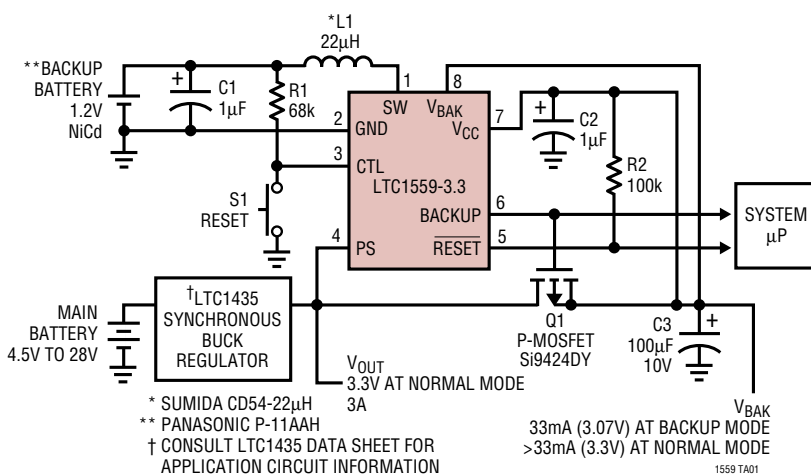 *L1
22µH
**BACKUP
BATTERY
1.2V
NiCd
+
C1
1µF
R1
68k
1
8
SW
VBAK
2
GND
VCC
7
+
C2
1µF
3
CTL
LTC1559-3.3
R2
100k
S1
RESET
BACKUP
6
SYSTEM
µP
4
PS
RESET
5
MAIN
BATTERY
4.5V TO 28V
†LTC1435
SYNCHRONOUS
BUCK
REGULATOR
Q1
P-MOSFET
Si9424DY
C3
100µF
10V
+
VOUT
3.3V AT NORMAL MODE
3A
VBAK
33mA (3.07V) AT BACKUP MODE
>33mA (3.3V) AT NORMAL MODE
* SUMIDA CD54-22µH
** PANASONIC P-11AAH
† CONSULT LTC1435 DATA SHEET FOR
APPLICATION CIRCUIT INFORMATION
1559 TA01